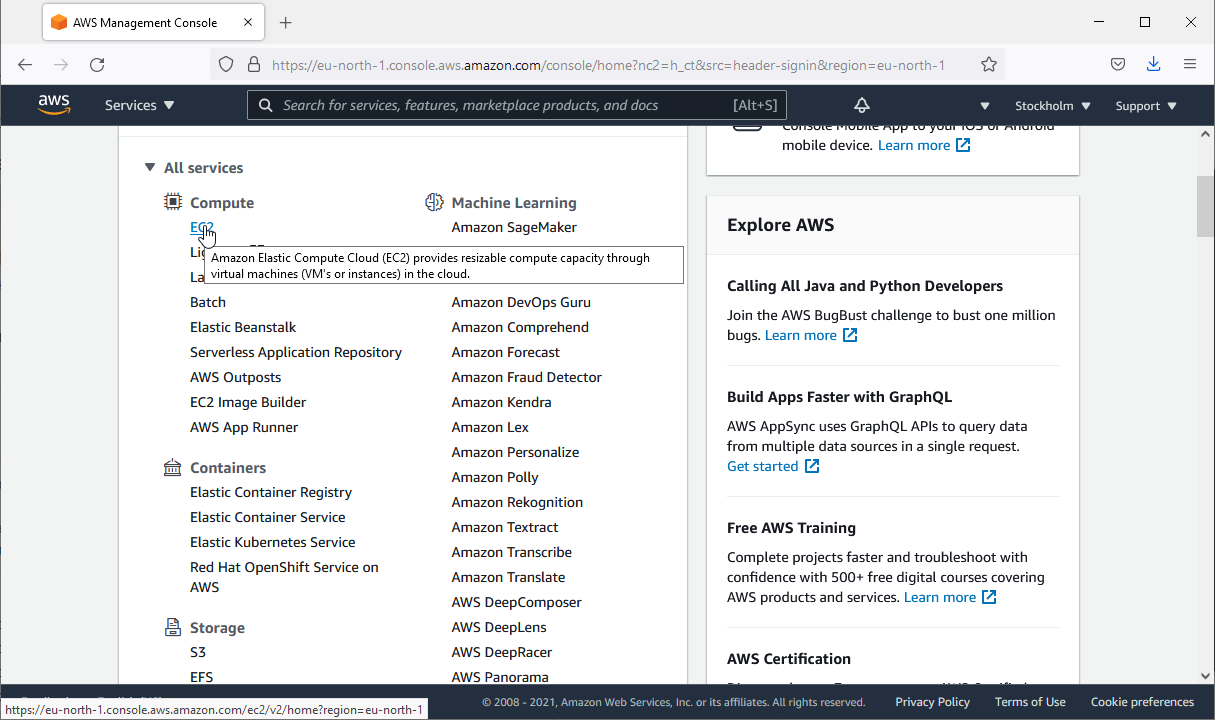 AWS Management Console
https://eu-north-1.console.aws.amazon.com/console/home?nc2=h_ct&src=header-signin&region=eu-north-1
aws
Services
Search for services, features, marketplace products, and docs
[Alt+S]
Stockholm
Support
All services
Compute
EC2
Amazon Elastic Compute Cloud (EC2) provides resizable compute capacity through
virtual machines (VM's or instances) in the cloud.
Batch
Elastic Beanstalk
Serverless Application Repository
AWS Outposts
EC2 Image Builder
AWS App Runner
Containers
Elastic Container Registry
Elastic Container Service
Elastic Kubernetes Service
Red Hat OpenShift Service on
AWS
Storage
S3
EFS
Machine Learning
Amazon SageMaker
Amazon DevOps Guru
Amazon Comprehend
Amazon Forecast
Amazon Fraud Detector
Amazon Kendra
Amazon Lex
Amazon Personalize
Amazon Polly
Amazon Rekognition
Amazon Textract
Amazon Transcribe
Amazon Translate
AWS DeepComposer
AWS DeepLens
AWS DeepRacer
AWS Panorama
Console Mobile App to your iOS or Android
mobile device. Learn more
Explore AWS
Calling All Java and Python Developers
Join the AWS BugBust challenge to bust one million
bugs. Learn more
Build Apps Faster with GraphQL
AWS AppSync uses GraphQL APIs to query data
from multiple data sources in a single request.
Get started
Free AWS Training
Complete projects faster and troubleshoot with
confidence with 500+ free digital courses covering
AWS products and services. Learn more
AWS Certification
© 2008 - 2021, Amazon Web Services, Inc. or its affiliates. All rights reserved.
Privacy Policy
Terms of Use
Cookie preferences
https://eu-north-1.console.aws.amazon.com/ec2/v2/home?region=eu-north-1